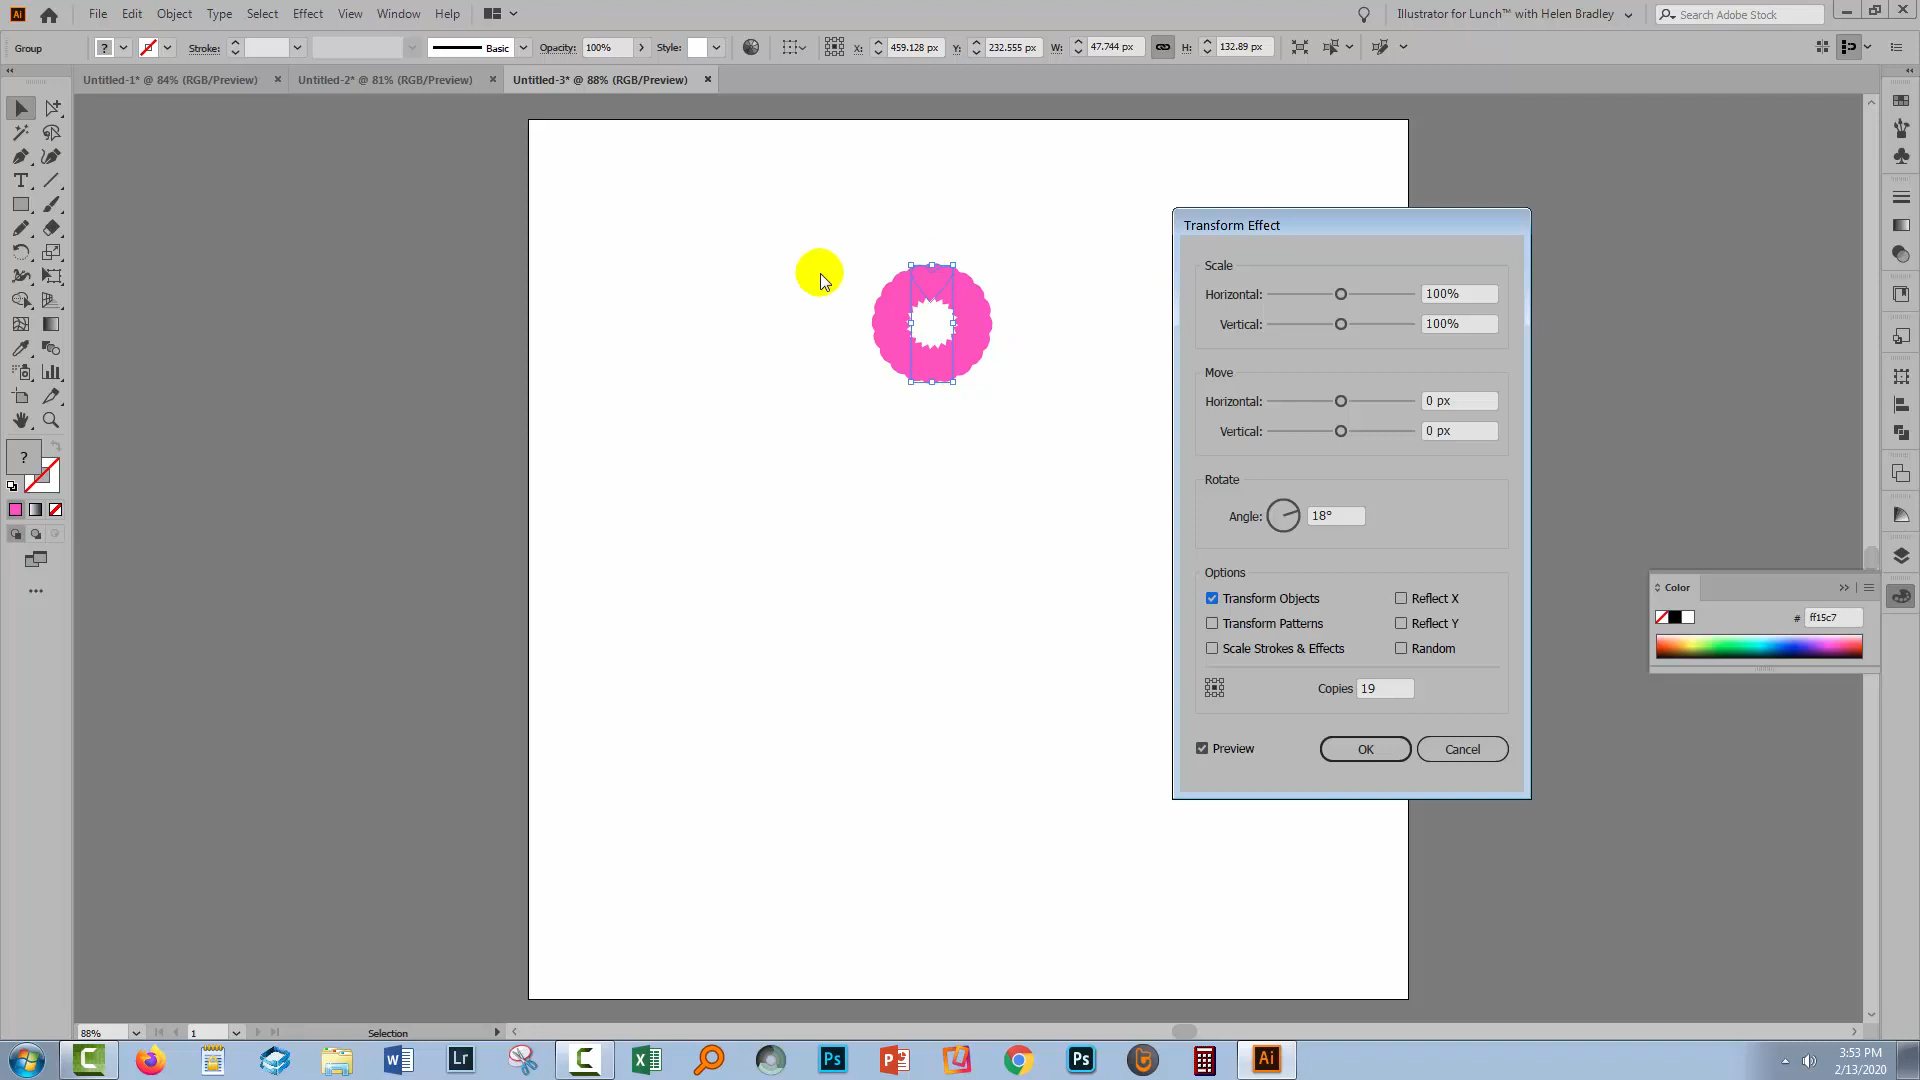 Ai File Edit Object Type Select Effect View Window Help Illustrator for Lunch™ with Helen Bradley Search Adobe Stock
Group ? Stroke: Basic Opacity: 100% Style: X: 459.128 px Y: 232.555 px W: 47.744 px H: 132.89 px
Untitled-1* @ 84% (RGB/Preview) × Untitled-2* @ 81% (RGB/Preview) × Untitled-3* @ 88% (RGB/Preview) ×
Transform Effect
Scale
Horizontal: 100%
Vertical: 100%
Move
Horizontal: 0 px
Vertical: 0 px
Rotate
Angle: 18°
Options
Transform Objects Reflect X
Transform Patterns Reflect Y
Scale Strokes & Effects Random
Copies 19
Preview OK Cancel
?
Color
# ff15c7
88% 1 Selection
W Lr C X Ps P Ps Ai
3:53 PM
2/13/2020